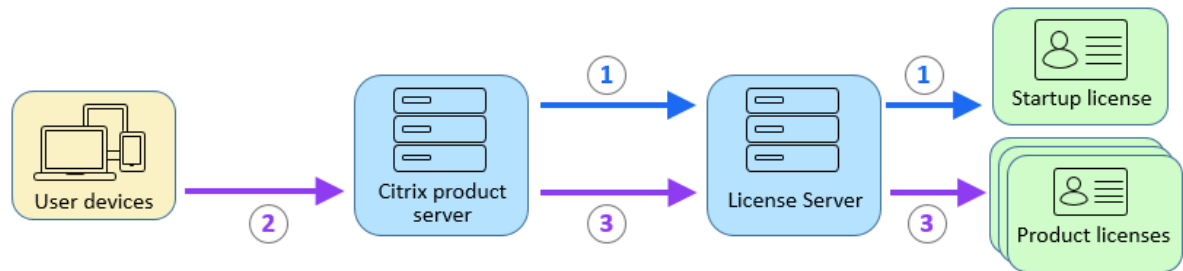 1
1
Startup license
User devices
2
Citrix product
server
3
License Server
3
Product licenses